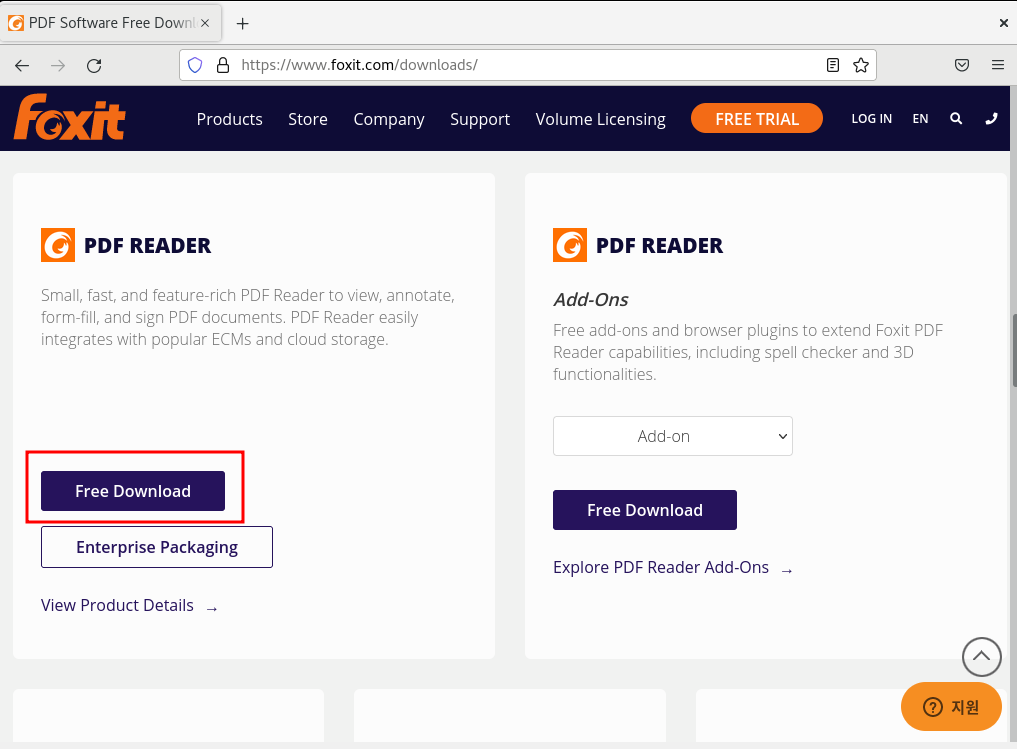 PDF Software Free Downl
https://www.foxit.com/downloads/
foxit
Products
Store
Company
Support
Volume Licensing
FREE TRIAL
LOG IN
EN
PDF READER
Small, fast, and feature-rich PDF Reader to view, annotate,
form-fill, and sign PDF documents. PDF Reader easily
integrates with popular ECMs and cloud storage.
Free Download
Enterprise Packaging
View Product Details →
PDF READER
Add-Ons
Free add-ons and browser plugins to extend Foxit PDF
Reader capabilities, including spell checker and 3D
functionalities.
Add-on
Free Download
Explore PDF Reader Add-Ons →
지원